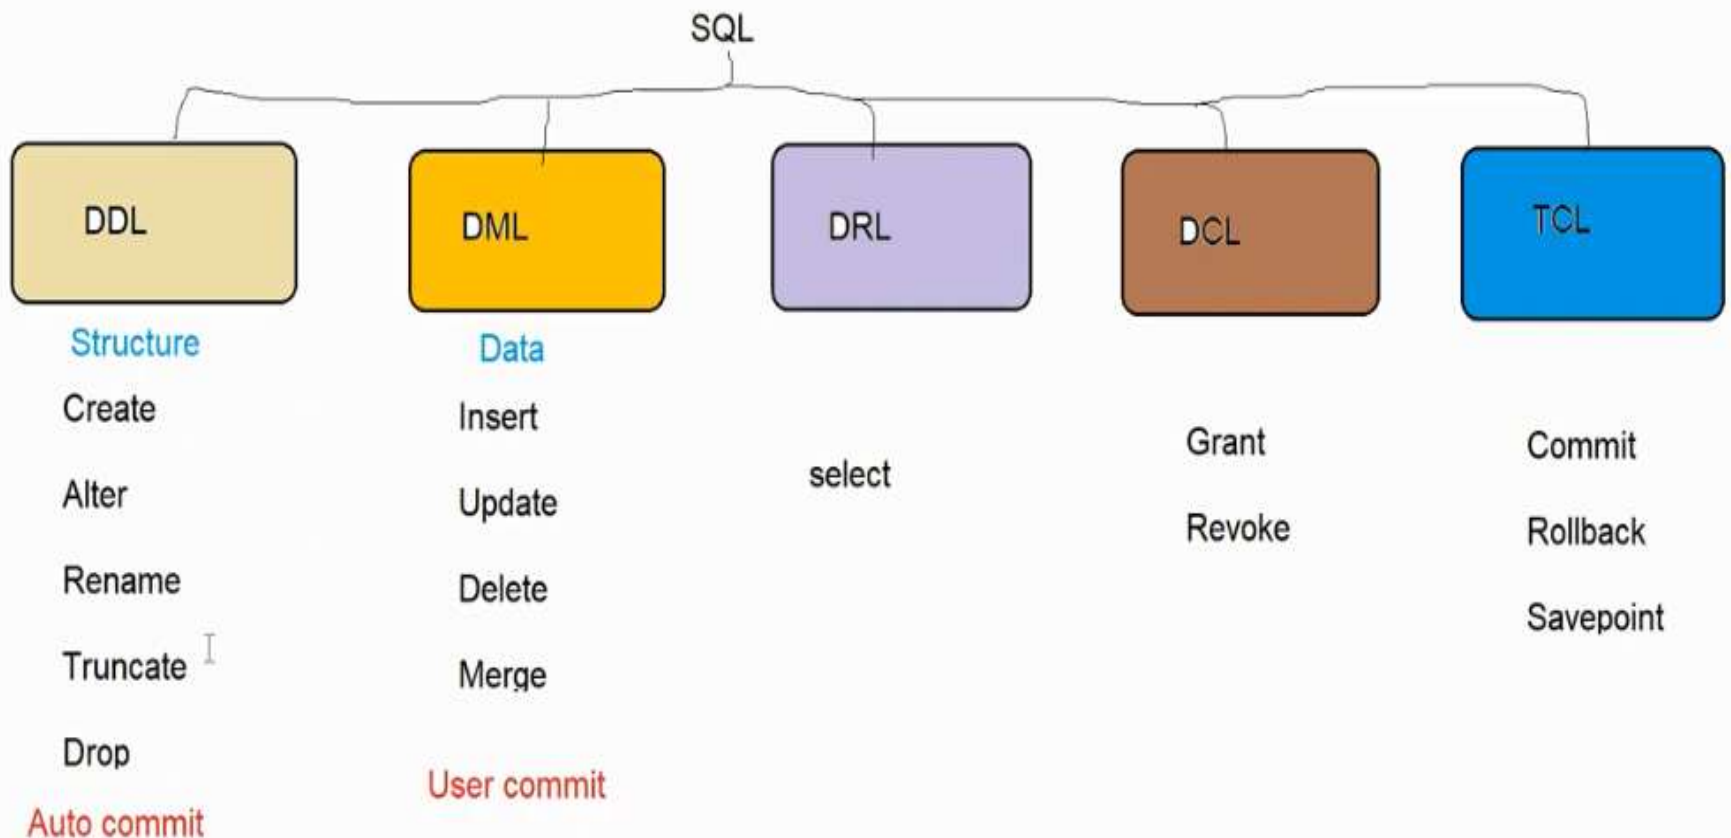 SQL
DDL
Structure
Create
Alter
Rename
Truncate
Drop
Auto commit
DML
Data
Insert
Update
Delete
Merge
User commit
DRL
select
DCL
Grant
Revoke
TCL
Commit
Rollback
Savepoint